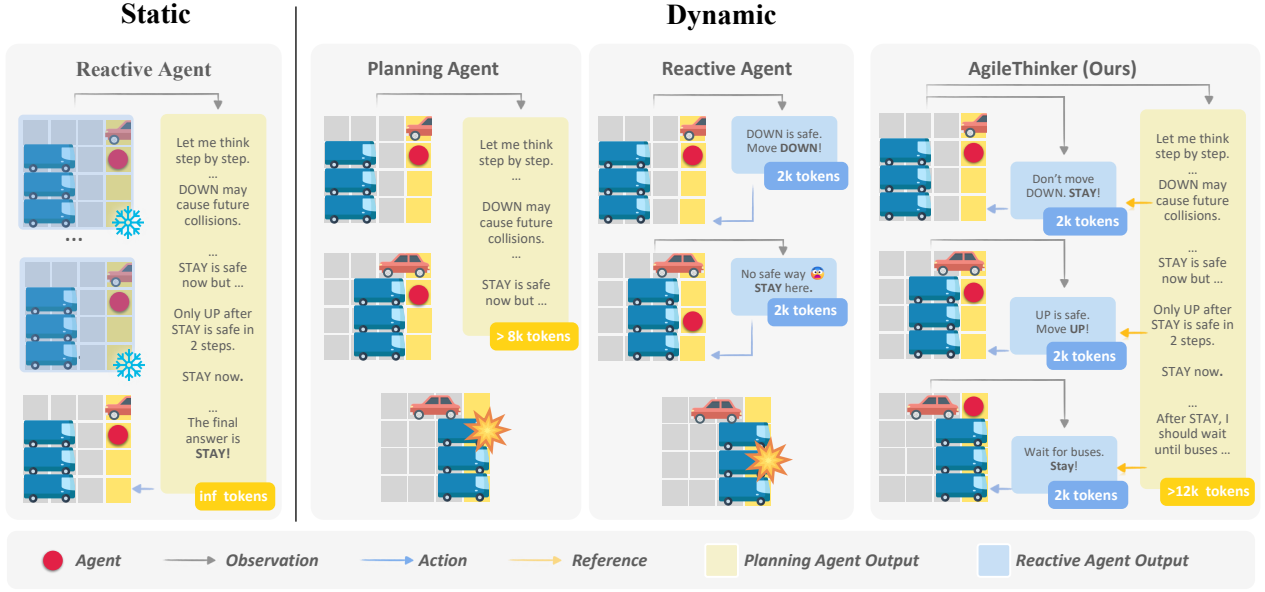 Static
Dynamic
Reactive Agent
Let me think
step by step.
...
DOWN may
cause future
collisions.
...
STAY is safe
now but ...
Only UP after
STAY is safe in
2 steps.
STAY now.
...
The final
answer is
STAY!
inf tokens
...
Planning Agent
Let me think
step by step.
...
DOWN may
cause future
collisions.
...
STAY is safe
now but ...
> 8k tokens
Reactive Agent
DOWN is safe.
Move DOWN!
2k tokens
No safe way 😨
STAY here.
2k tokens
AgileThinker (Ours)
Don't move
DOWN. STAY!
2k tokens
UP is safe.
Move UP!
2k tokens
Wait for buses.
Stay!
2k tokens
Let me think
step by step.
...
DOWN may
cause future
collisions.
...
STAY is safe
now but ...
Only UP after
STAY is safe in
2 steps.
STAY now.
...
After STAY, I
should wait
until buses ...
>12k tokens
Agent
Observation
Action
Reference
Planning Agent Output
Reactive Agent Output